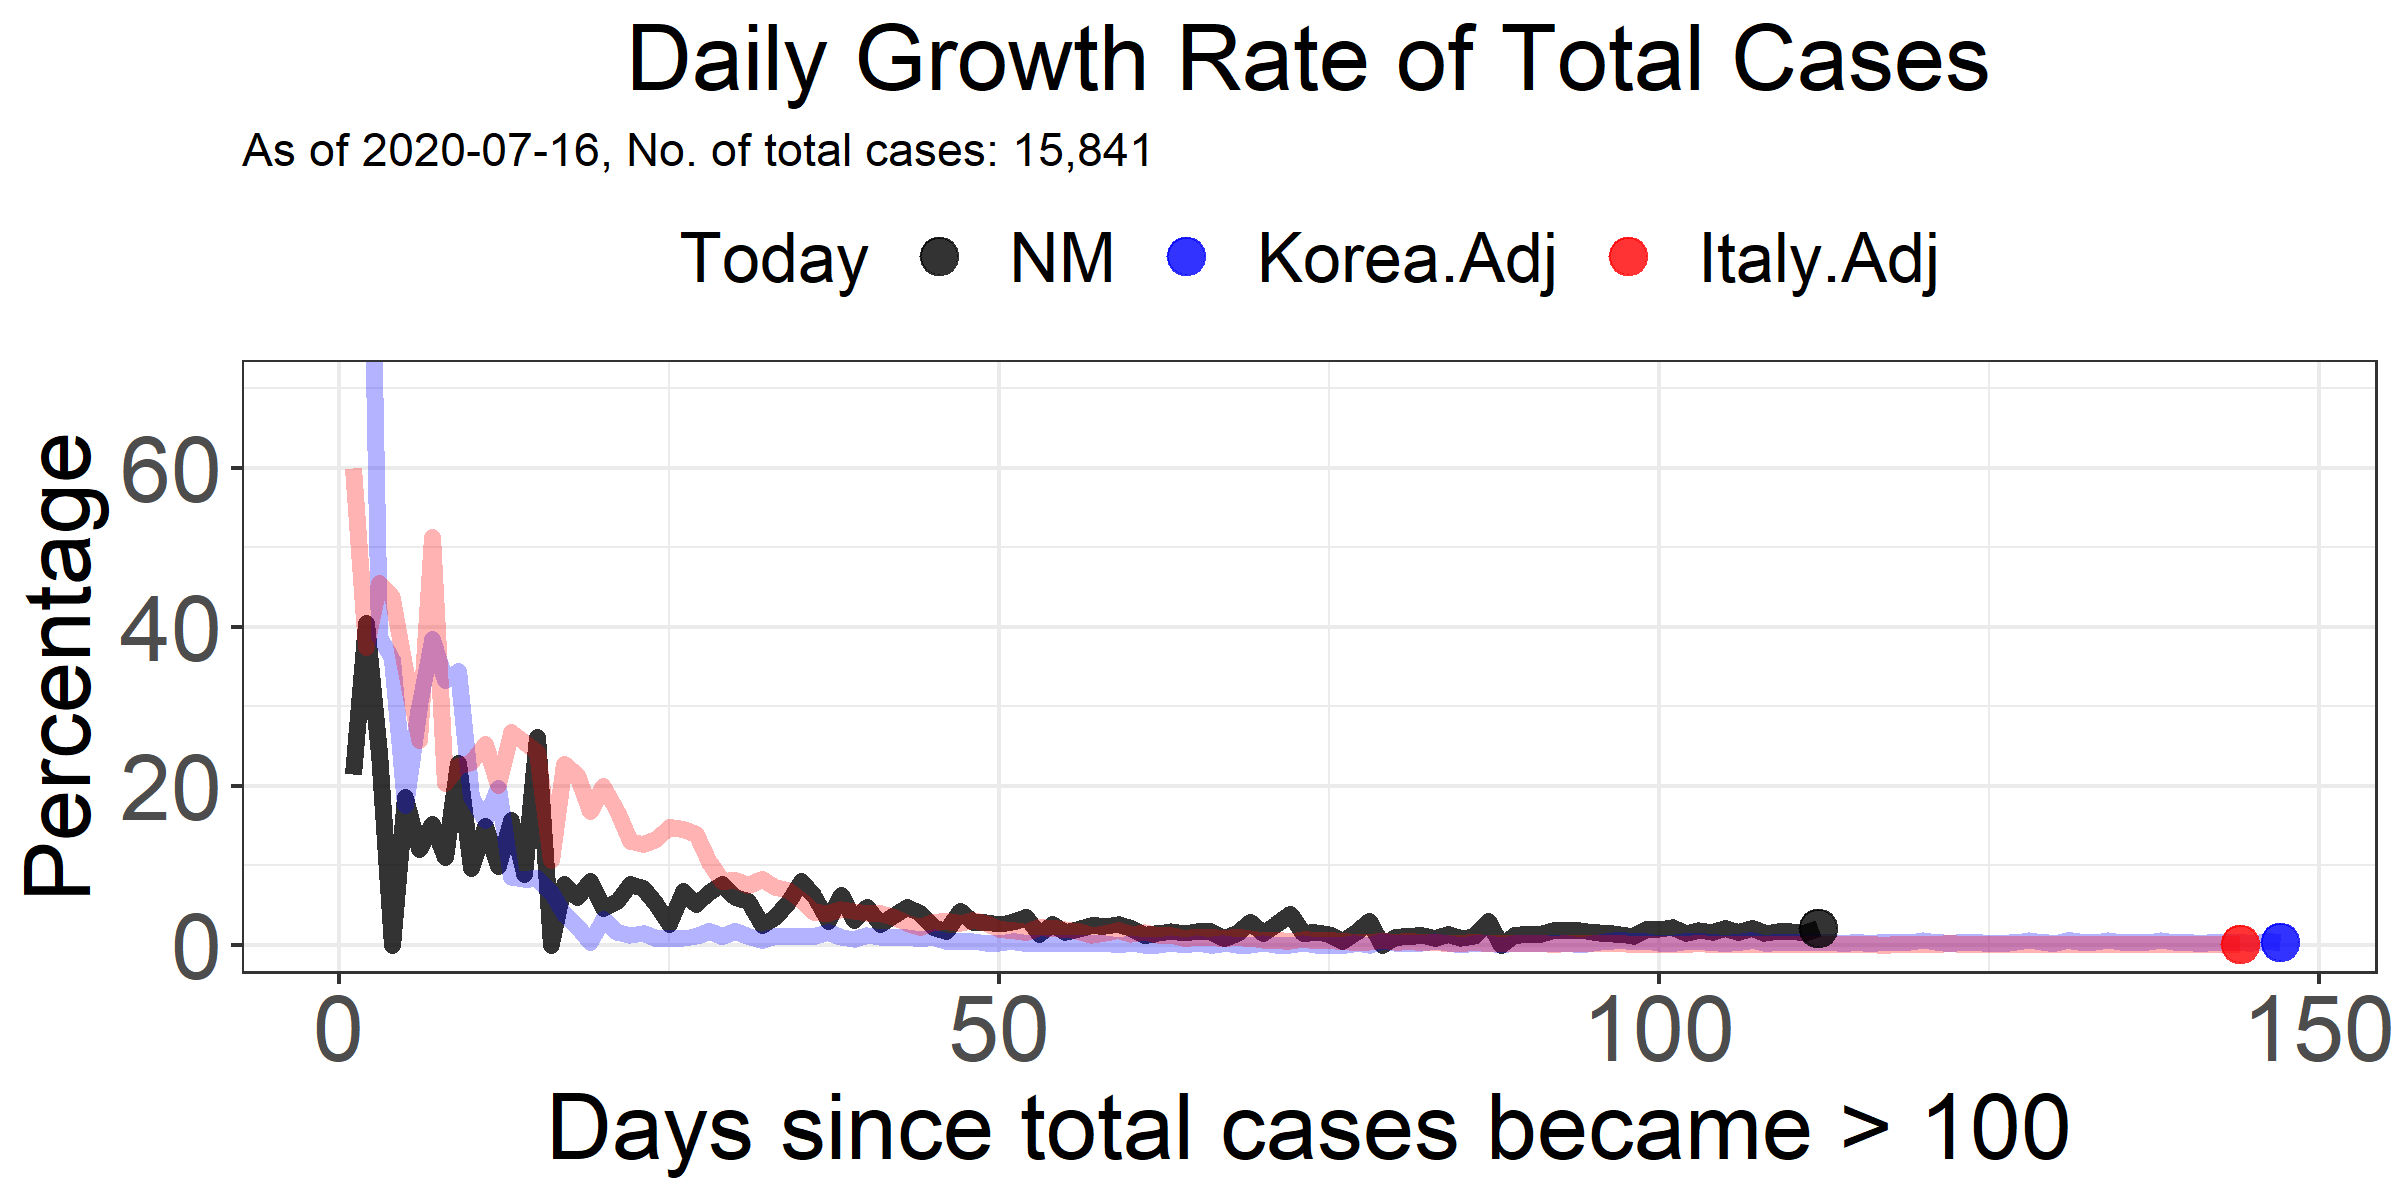 Daily Growth Rate of Total Cases
As of 2020-07-16, No. of total cases: 15,841
Today NM Korea.Adj Italy.Adj
Percentage
60
40
20
0
0 50 100 150
Days since total cases became > 100